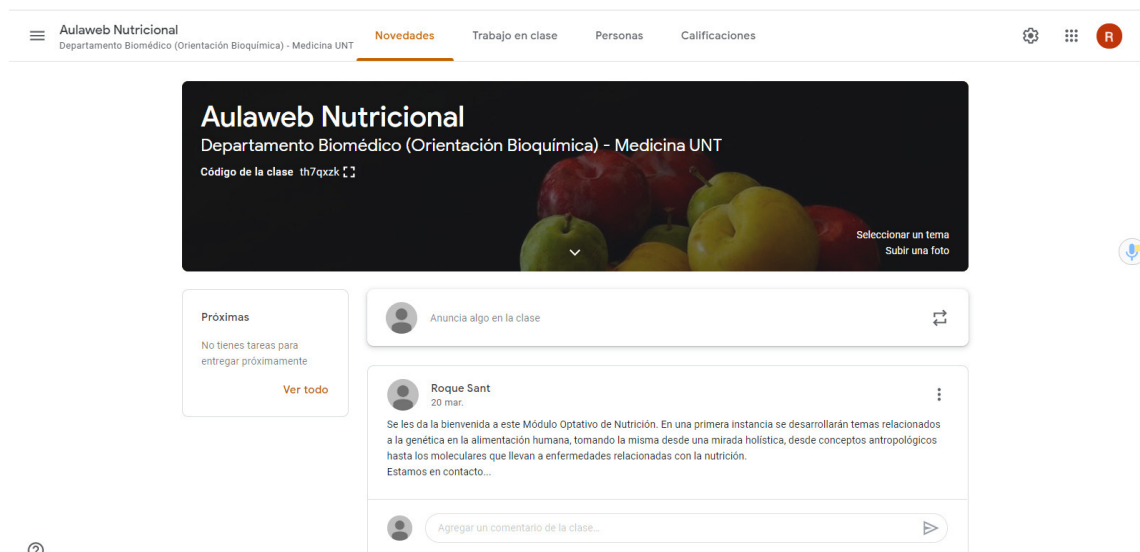 Aulaweb Nutricional
Departamento Biomédico (Orientación Bioquímica) - Medicina UNT
Novedades
Trabajo en clase
Personas
Calificaciones
R
Aulaweb Nutricional
Departamento Biomédico (Orientación Bioquímica) - Medicina UNT
Código de la clase th7qxzk
Seleccionar un tema
Subir una foto
Próximas
No tienes tareas para
entregar próximamente
Ver todo
Anuncia algo en la clase
Roque Sant
20 mar.
Se les da la bienvenida a este Módulo Optativo de Nutrición. En una primera instancia se desarrollarán temas relacionados
a la genética en la alimentación humana, tomando la misma desde una mirada holística, desde conceptos antropológicos
hasta los moleculares que llevan a enfermedades relacionadas con la nutrición.
Estamos en contacto...
Agregar un comentario de la clase...